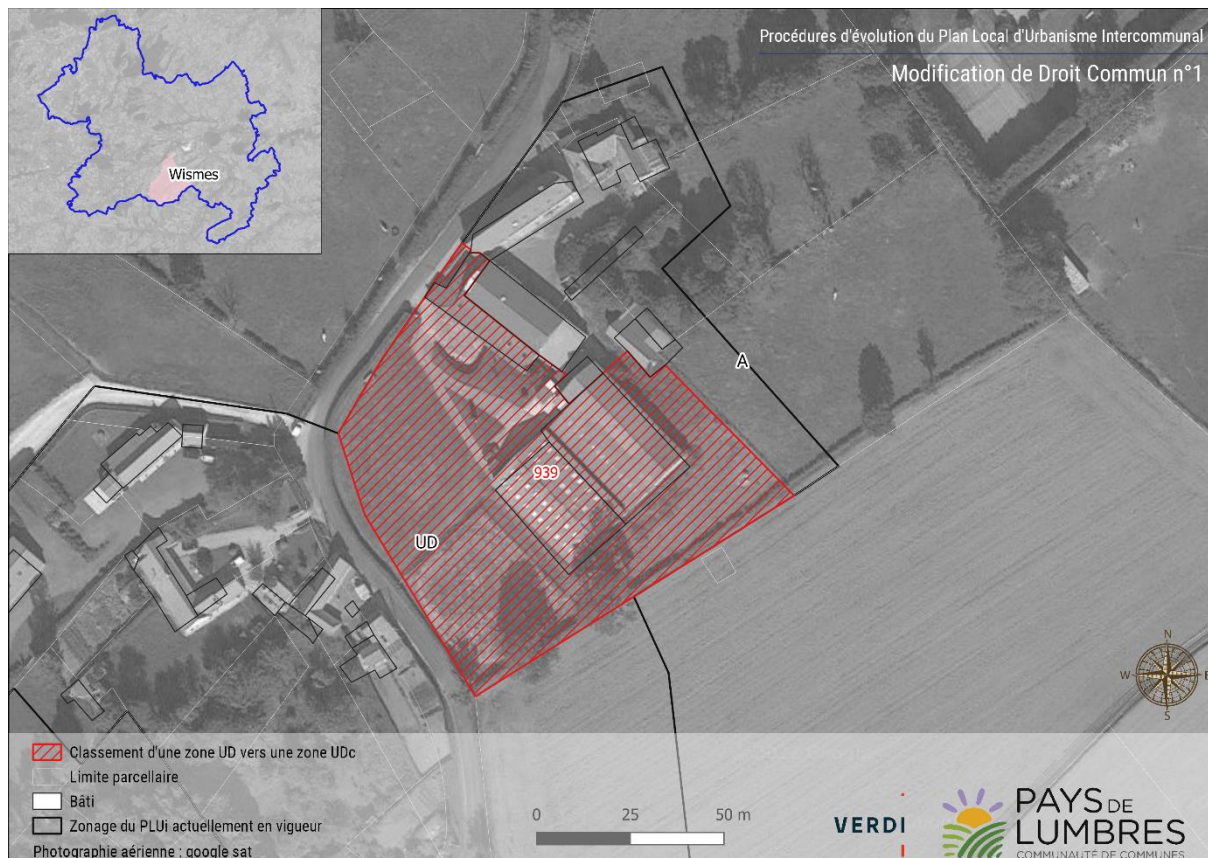 Procédures d'évolution du Plan Local d'Urbanisme Intercommunal
Modification de Droit Commun n°1
Wismes
A
939
UD
N
W
E
S
Classement d'une zone UD vers une zone UDc
Limite parcellaire
Bâti
Zonage du PLUi actuellement en vigueur
Photographie aérienne : google sat
0 25 50 m
VERDI
PAYS DE
LUMBRES
COMMUNAUTÉ DE COMMUNES